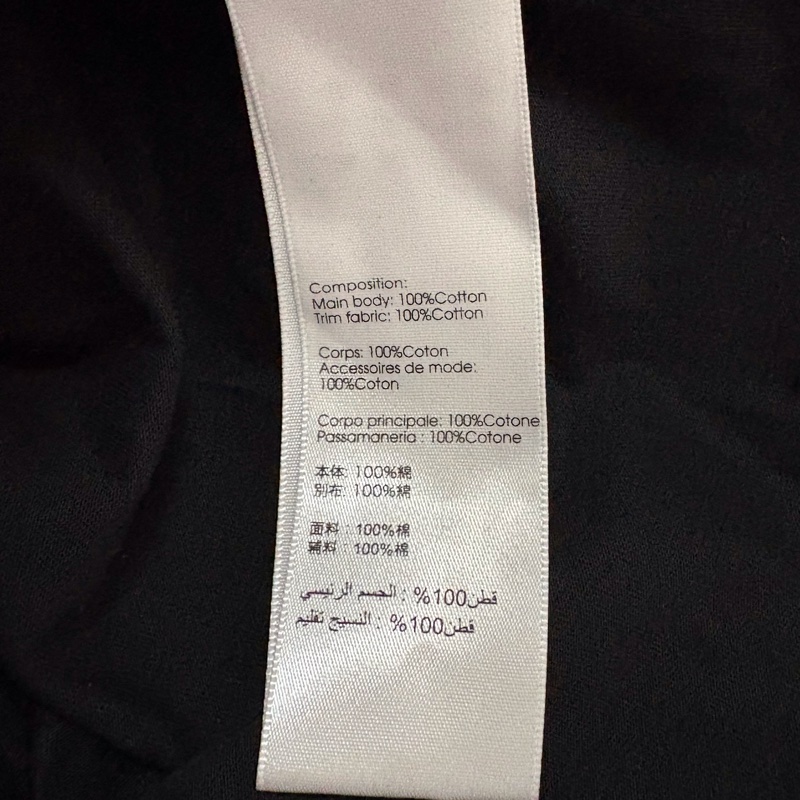 Composition:
Main body: 100%Cotton
Trim fabric: 100%Cotton
Corps: 100%Coton
Accessoires de mode:
100%Coton
Corpo principale: 100%Cotone
Passamaneria : 100%Cotone
本体: 100%綿
別布: 100%綿
面料 : 100%棉
辅料 : 100%棉
قطن100% : الجسم الرئيسي
قطن100% : النسيج تقليم